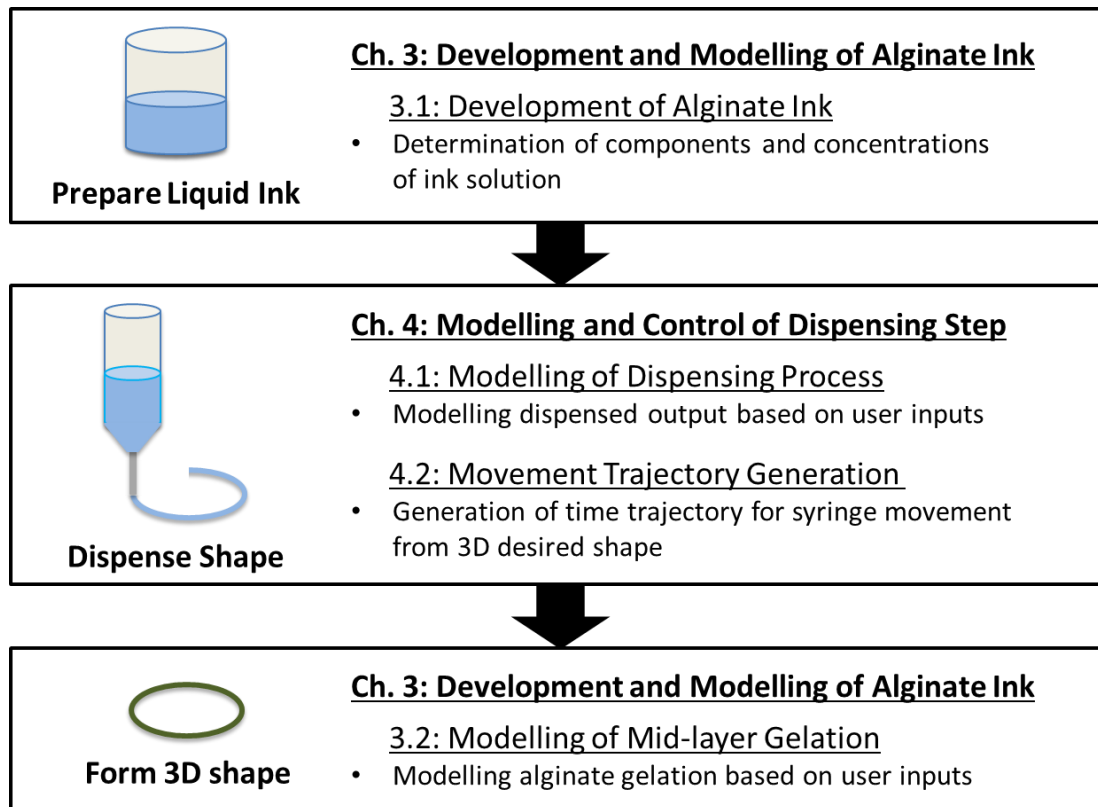 Prepare Liquid Ink
Ch. 3: Development and Modelling of Alginate Ink
3.1: Development of Alginate Ink
• Determination of components and concentrations
of ink solution
Dispense Shape
Ch. 4: Modelling and Control of Dispensing Step
4.1: Modelling of Dispensing Process
• Modelling dispensed output based on user inputs
4.2: Movement Trajectory Generation
• Generation of time trajectory for syringe movement
from 3D desired shape
Form 3D shape
Ch. 3: Development and Modelling of Alginate Ink
3.2: Modelling of Mid-layer Gelation
• Modelling alginate gelation based on user inputs